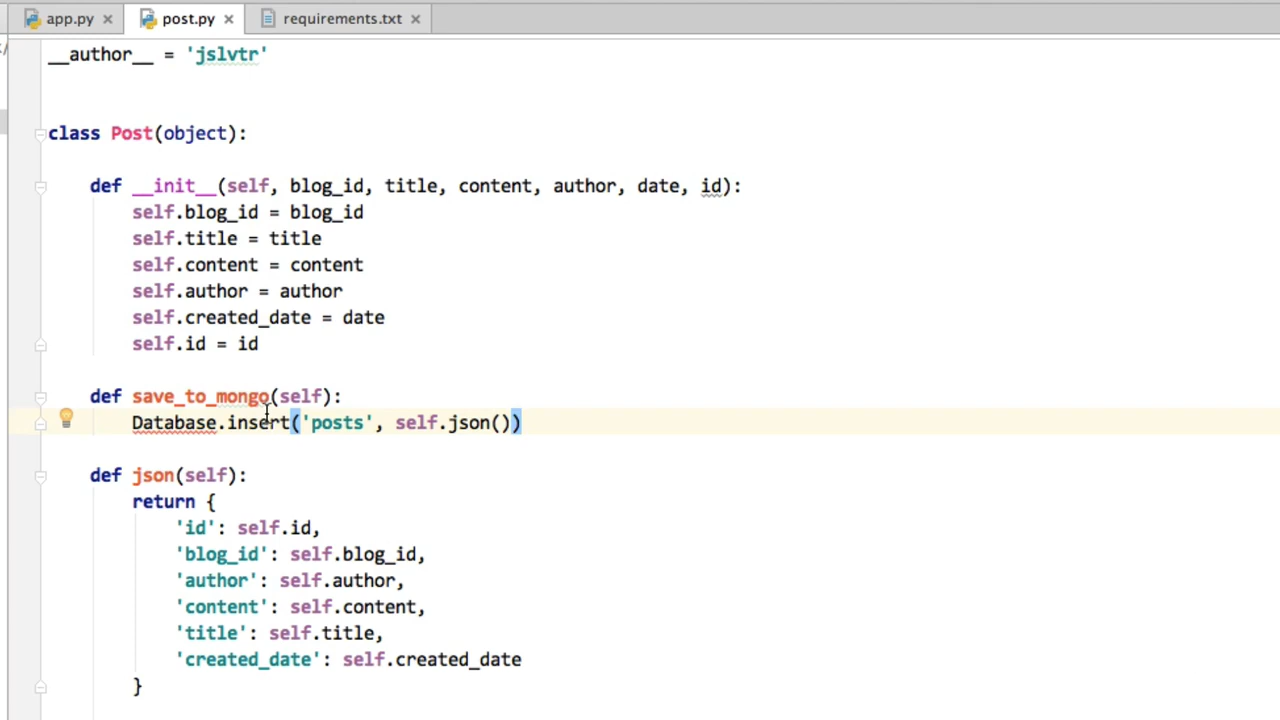 app.py × post.py × requirements.txt ×
__author__ = 'jslvtr'
class Post(object):
def __init__(self, blog_id, title, content, author, date, id):
self.blog_id = blog_id
self.title = title
self.content = content
self.author = author
self.created_date = date
self.id = id
def save_to_mongo(self):
Database.insert('posts', self.json())
def json(self):
return {
'id': self.id,
'blog_id': self.blog_id,
'author': self.author,
'content': self.content,
'title': self.title,
'created_date': self.created_date
}